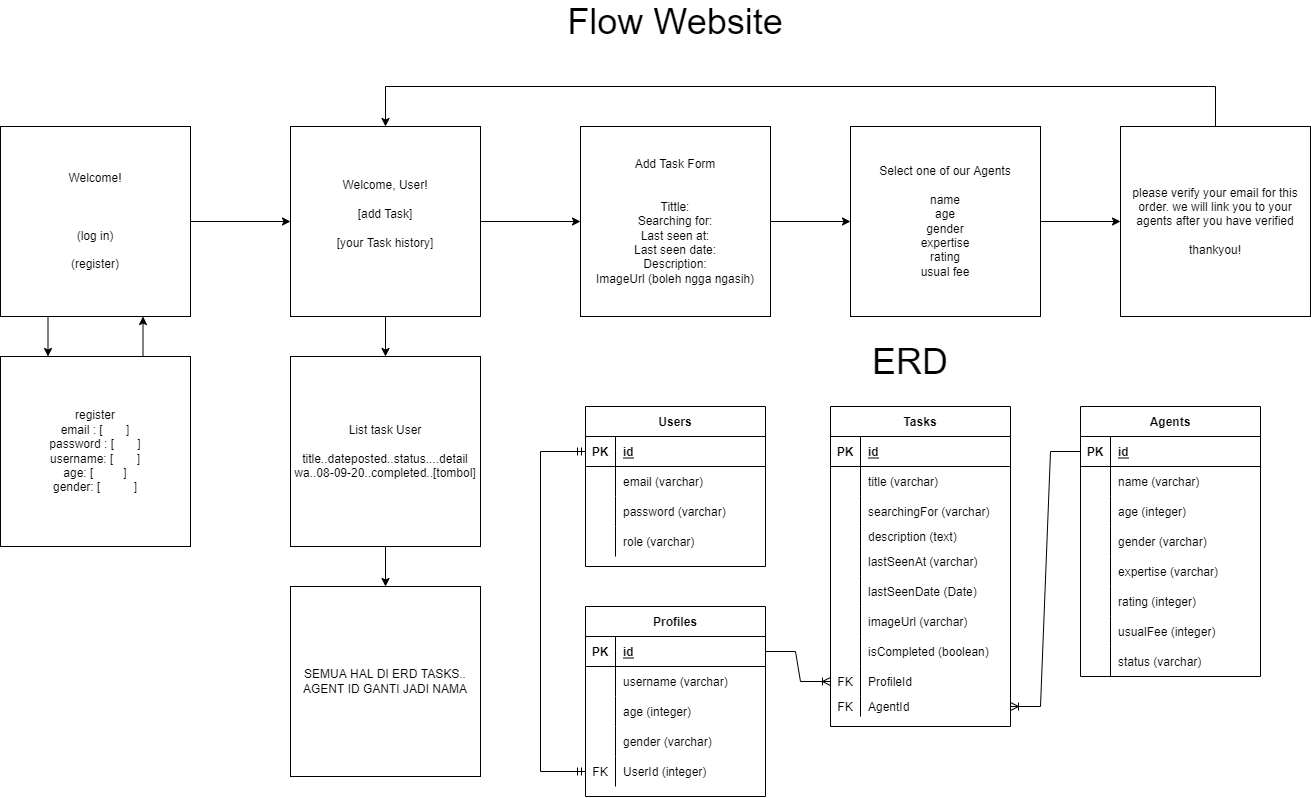 Flow Website
Welcome!
(log in)
(register)
Welcome, User!
[add Task]
[your Task history]
Add Task Form
Tittle:
Searching for:
Last seen at:
Last seen date:
Description:
ImageUrl (boleh ngga ngasih)
Select one of our Agents
name
age
gender
expertise
rating
usual fee
please verify your email for this
order. we will link you to your
agents after you have verified
thankyou!
register
email : [ ]
password : [ ]
username: [ ]
age: [ ]
gender: [ ]
List task User
title..dateposted..status....detail
wa..08-09-20..completed..[tombol]
SEMUA HAL DI ERD TASKS..
AGENT ID GANTI JADI NAMA
ERD
Users
PK id
email (varchar)
password (varchar)
role (varchar)
Profiles
PK id
username (varchar)
age (integer)
gender (varchar)
FK UserId (integer)
Tasks
PK id
title (varchar)
searchingFor (varchar)
description (text)
lastSeenAt (varchar)
lastSeenDate (Date)
imageUrl (varchar)
isCompleted (boolean)
FK ProfileId
FK AgentId
Agents
PK id
name (varchar)
age (integer)
gender (varchar)
expertise (varchar)
rating (integer)
usualFee (integer)
status (varchar)